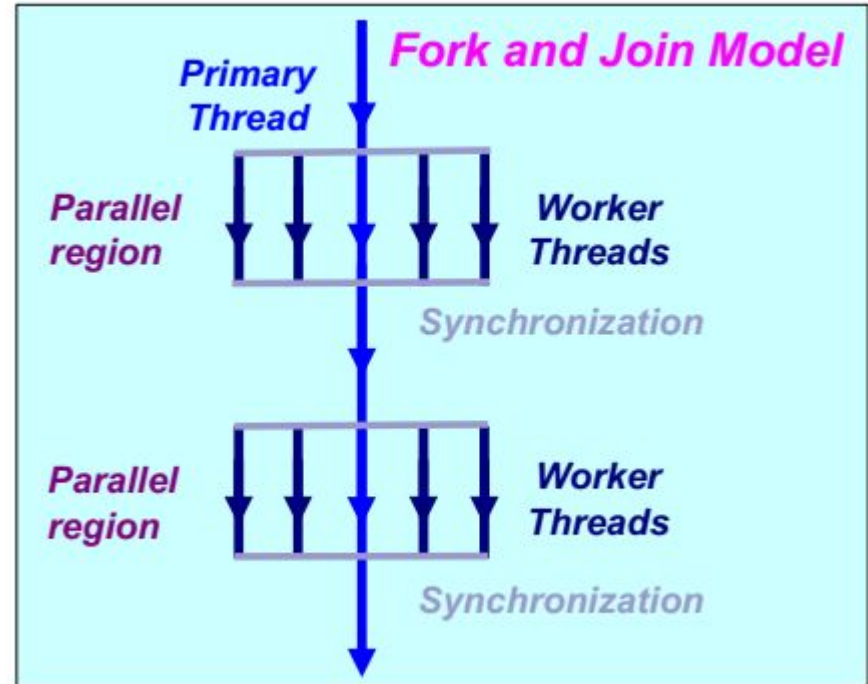 Fork and Join Model
Primary
Thread
Parallel
region
Worker
Threads
Synchronization
Parallel
region
Worker
Threads
Synchronization